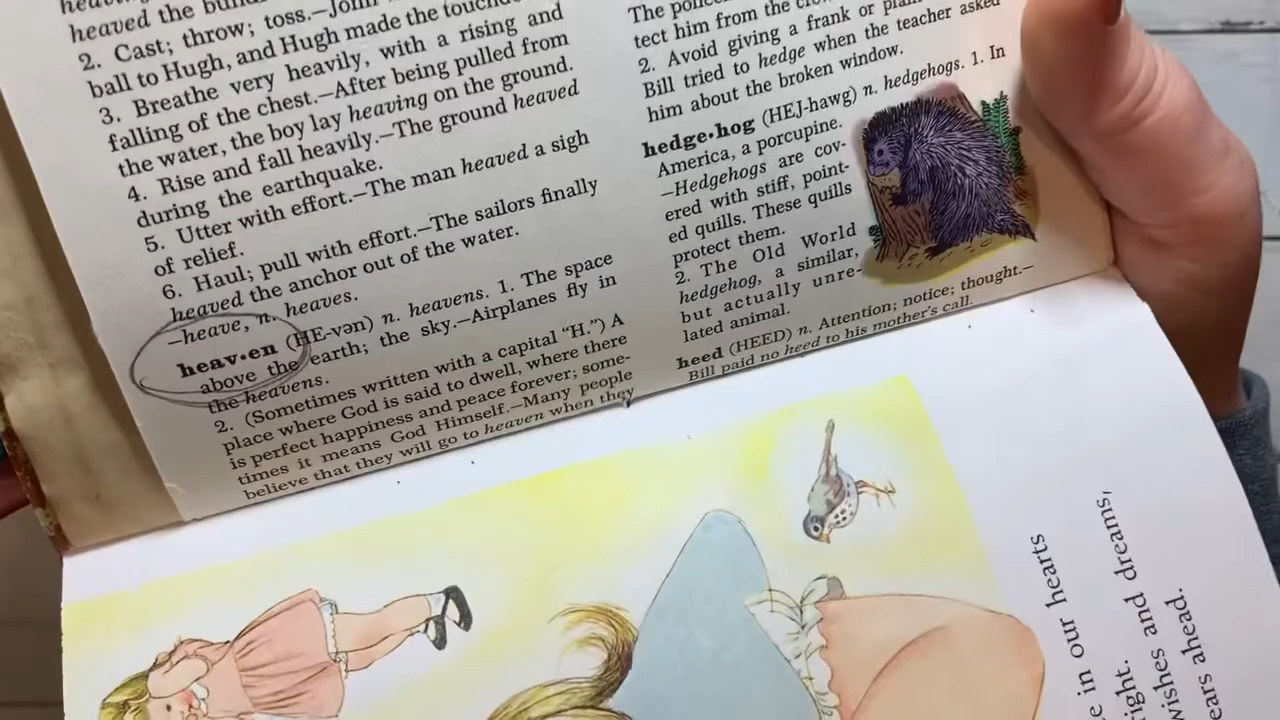 heaved the
2. Cast; throw; toss.—John
ball to Hugh, and Hugh made the
3. Breathe very heavily, with a rising and
falling of the chest.—After being pulled from
the water, the boy lay heaving on the ground.
4. Rise and fall heavily.—The ground heaved
during the earthquake.
5. Utter with effort.—The man heaved a sigh
of relief.
6. Haul; pull with effort.—The sailors finally
heaved the anchor out of the water.
—heave, n. heaves.
heav•en (HE-vən) n. heavens. 1. The space
above the earth; the sky.—Airplanes fly in
the heavens.
2. (Sometimes written with a capital “H.”) A
place where God is said to dwell, where there
is perfect happiness and peace forever; some-
times it means God Himself.—Many people
believe that they will go to heaven when they
The
tect him from the
2. Avoid giving a frank or
Bill tried to hedge when the teacher asked
him about the broken window.
hedge•hog (HEJ-hawg) n. hedgehogs. 1. In
America, a porcupine.
—Hedgehogs are cov-
ered with stiff, point-
ed quills. These quills
protect them.
2. The Old World
hedgehog, a similar,
but actually unre-
lated animal.
heed (HEED) n. Attention; notice; thought.—
Bill paid no heed to his mother's call.
in our hearts
and dreams,
ahead.